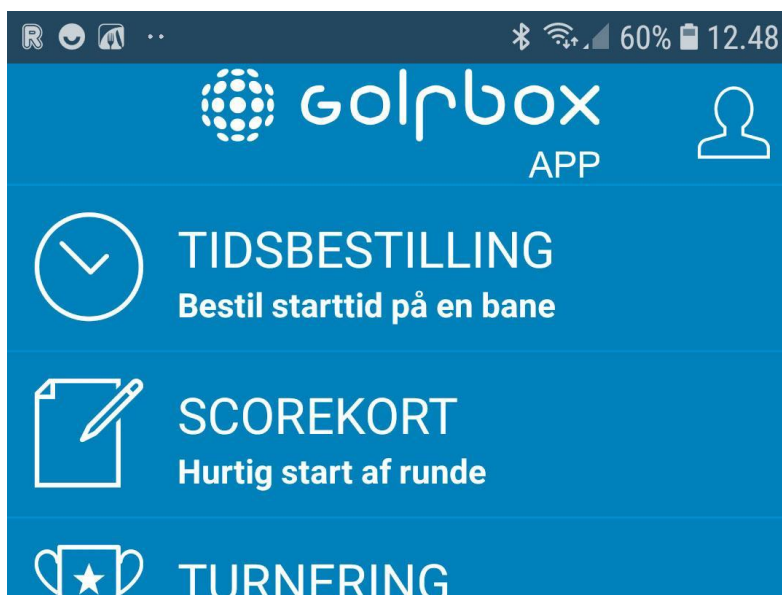 R
60% 12.48
GolfBox
APP
TIDSBESTILLING
Bestil starttid på en bane
SCOREKORT
Hurtig start af runde
TURNERING